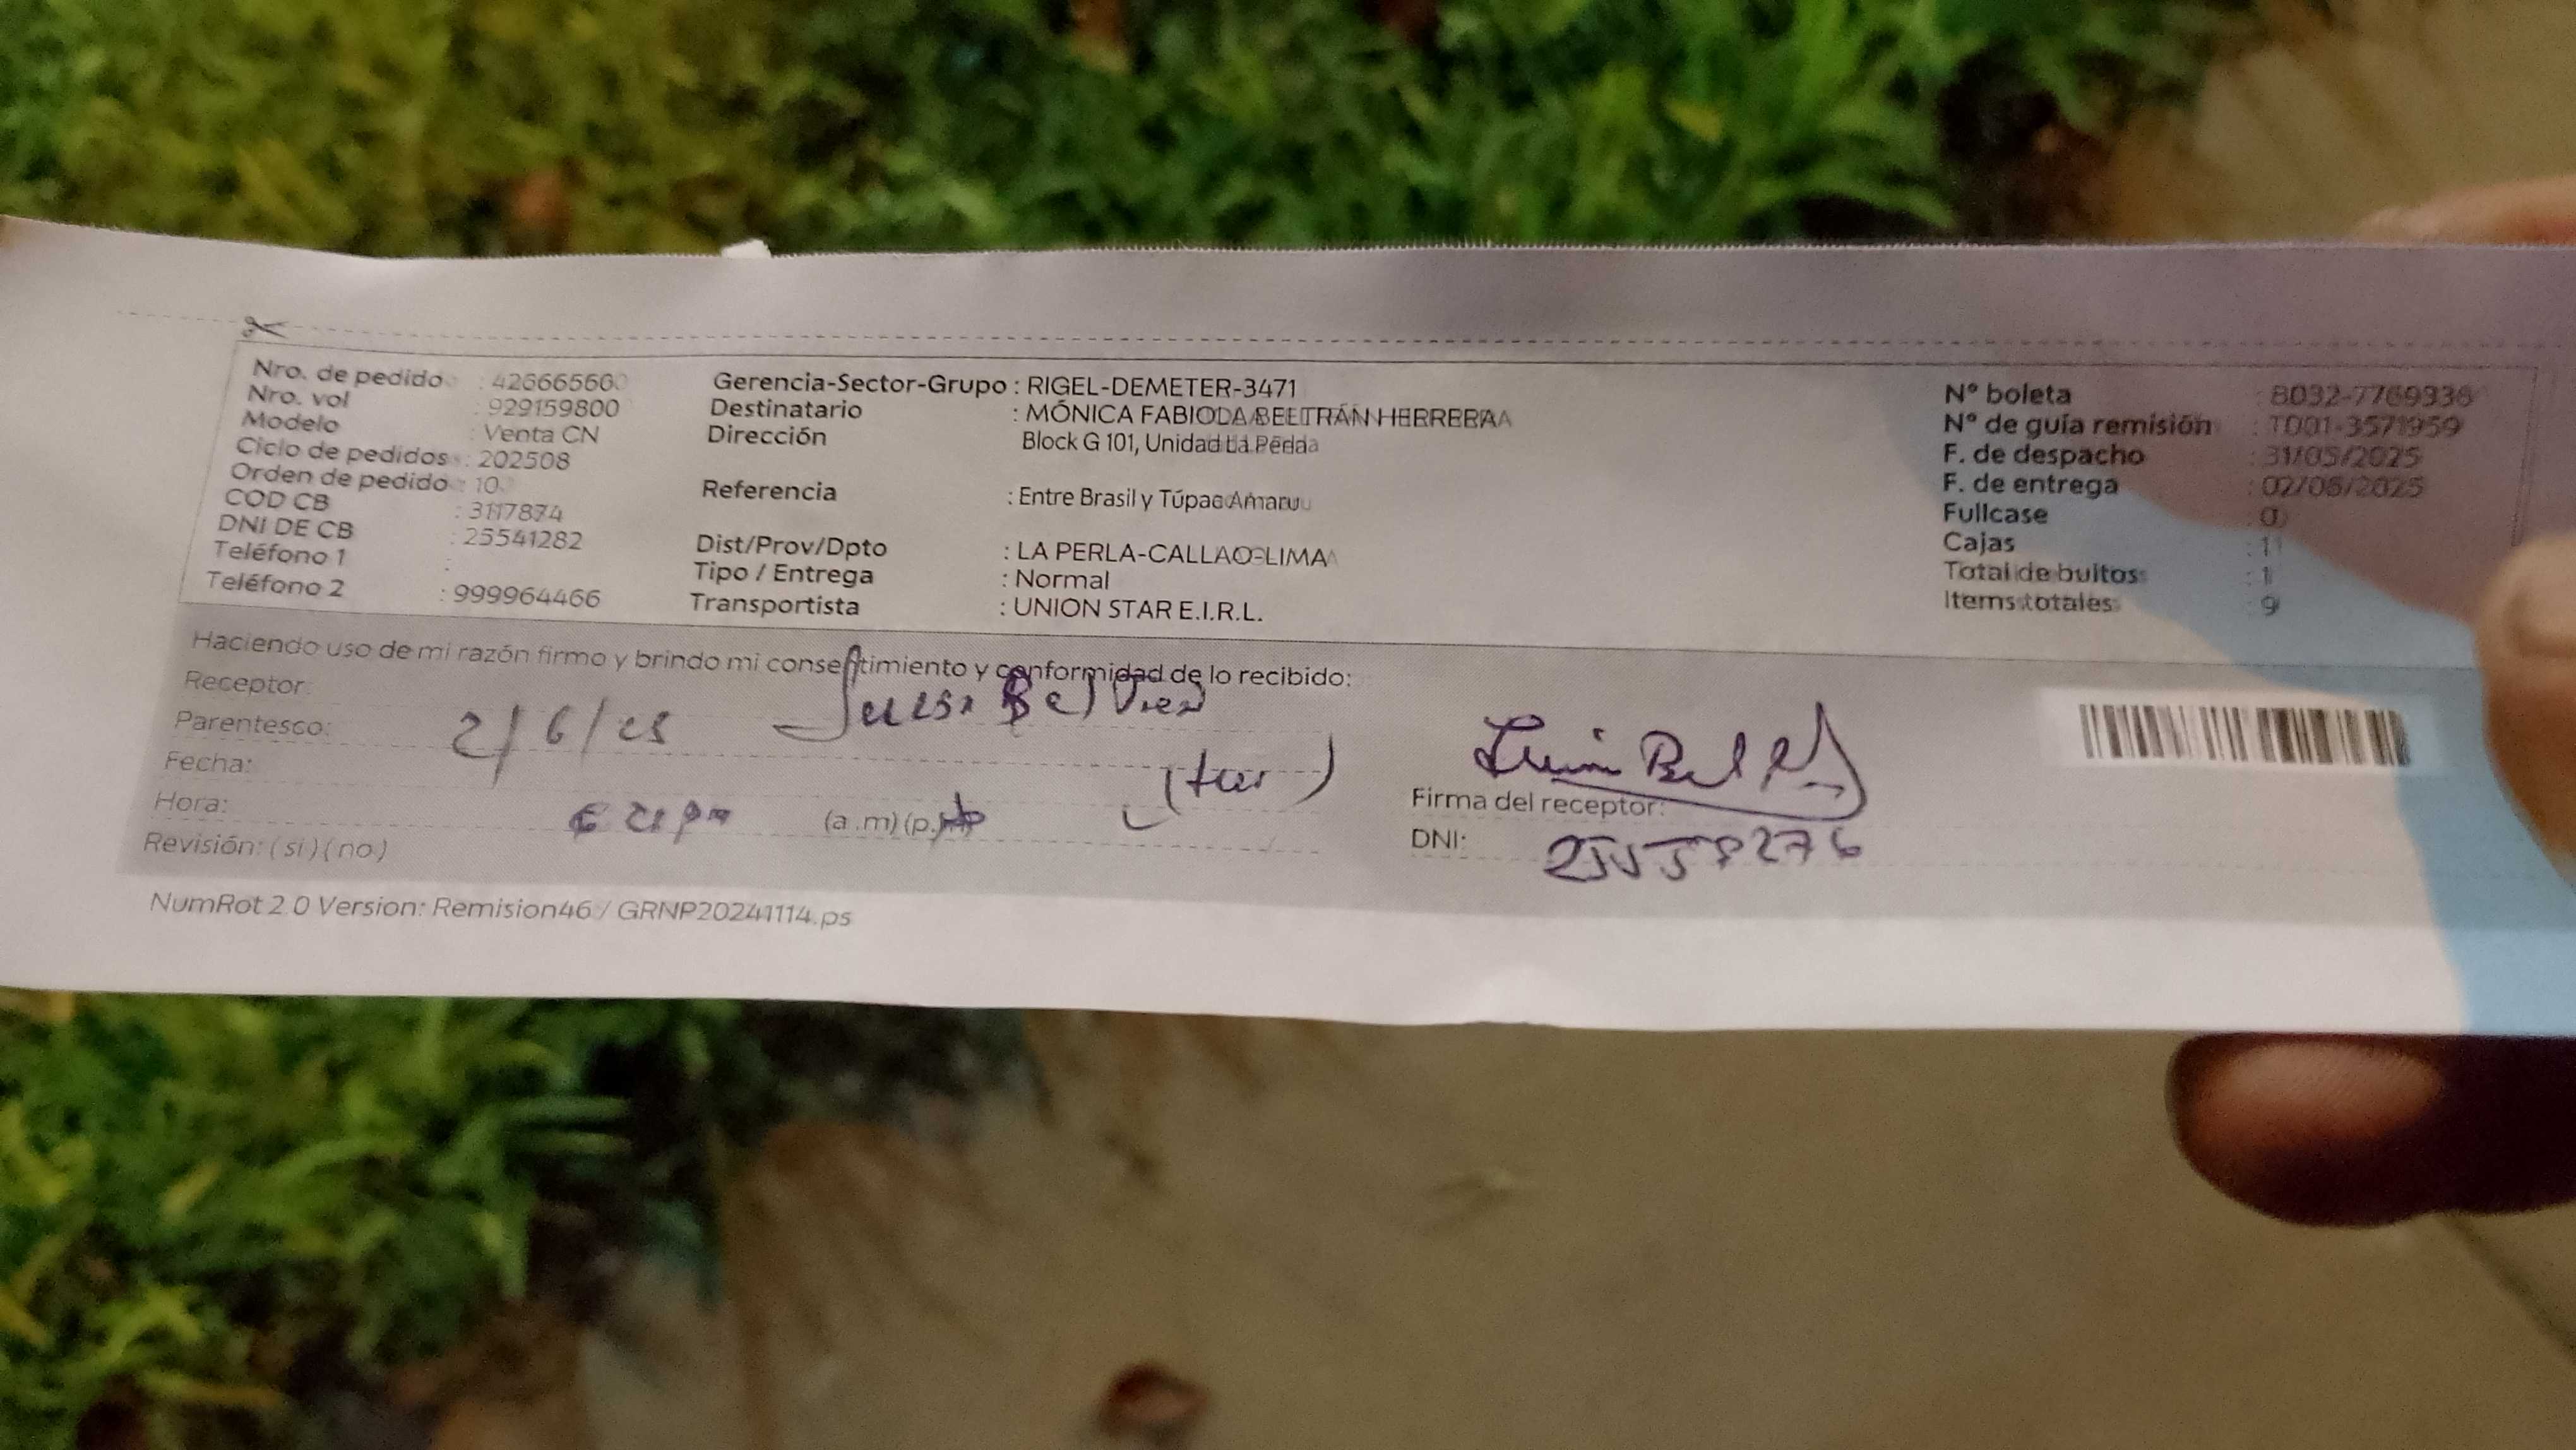 Nro. de pedido : 426665660 Gerencia-Sector-Grupo : RIGEL-DEMETER-3471 N° boleta : B032-7769936
Nro. vol : 929159800 Destinatario : MÓNICA FABIOLA BELTRÁN HERRERA N° de guía remisión : T001-3571959
Modelo : Venta CN Dirección Block G 101, Unidad La Perla F. de despacho : 31/05/2025
Ciclo de pedidos : 202508 F. de entrega : 02/06/2025
Orden de pedido : 10 Referencia : Entre Brasil y Túpac Amaru Fullcase : 0
COD CB : 3117874 Cajas : 1
DNI DE CB : 25541282 Dist/Prov/Dpto : LA PERLA-CALLAO-LIMA Total de bultos : 1
Teléfono 1 : Tipo / Entrega : Normal Items totales : 9
Teléfono 2 : 999964466 Transportista : UNION STAR E.I.R.L.
Haciendo uso de mi razón firmo y brindo mi consentimiento y conformidad de lo recibido:
Receptor:
Parentesco: 2/6/25
Fecha:
Hora: (a.m) (p. Firma del receptor:
Revisión: (si) (no) DNI: 25558276
NumRot 2.0 Version: Remision46 / GRNP20241114.ps